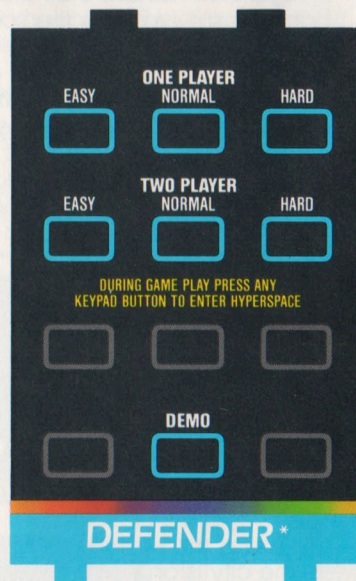 ONE PLAYER
EASY NORMAL HARD
TWO PLAYER
EASY NORMAL HARD
DURING GAME PLAY PRESS ANY
KEYPAD BUTTON TO ENTER HYPERSPACE
DEMO
DEFENDER*